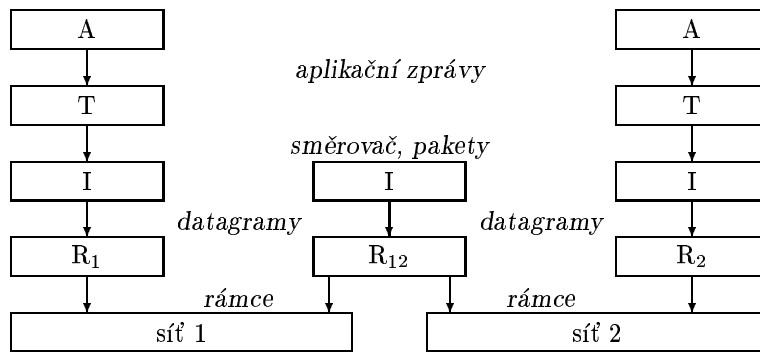 A A
aplikační zprávy
T T
směrovač, pakety
I I I
datagramy datagramy
R₁ R₁₂ R₂
rámce rámce
síť 1 síť 2